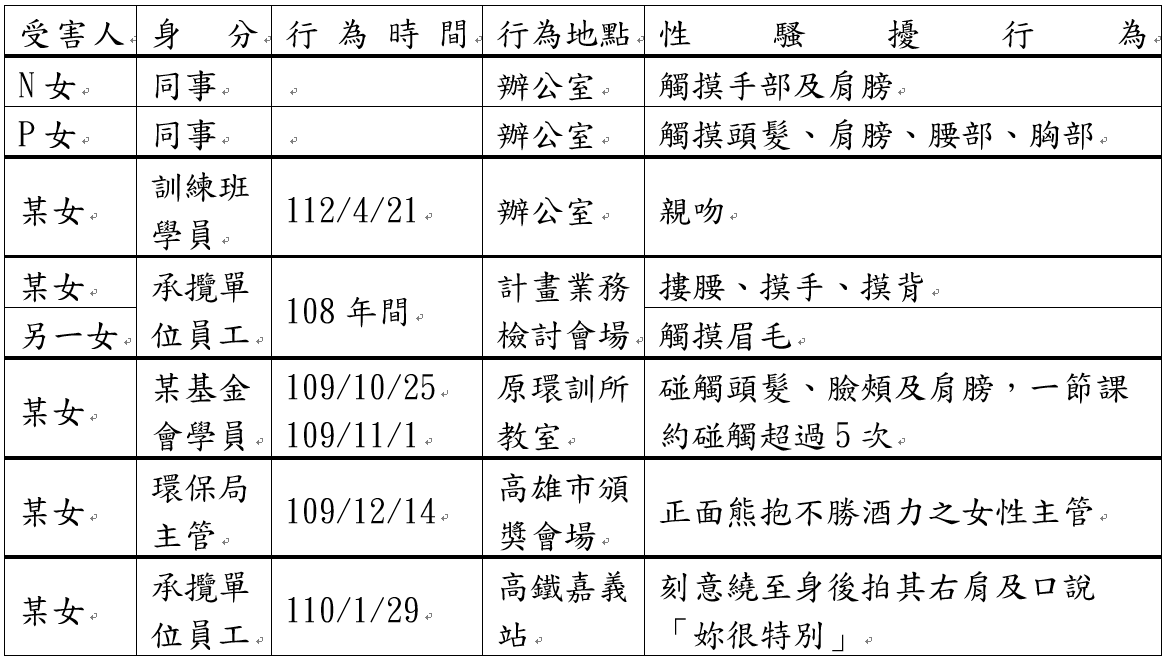 受害人 身分 行為時間 行為地點 性騷擾行為
N女 同事 辦公室 觸摸手部及肩膀
P女 同事 辦公室 觸摸頭髮、肩膀、腰部、胸部
某女 訓練班學員 112/4/21 辦公室 親吻
某女 承攬單位員工 108年間 計畫業務檢討會場 摟腰、摸手、摸背
另一女 觸摸眉毛
某女 某基金會學員 109/10/25 109/11/1 原環訓所教室 碰觸頭髮、臉頰及肩膀，一節課約碰觸超過5次
某女 環保局主管 109/12/14 高雄市頒獎會場 正面熊抱不勝酒力之女性主管
某女 承攬單位員工 110/1/29 高鐵嘉義站 刻意繞至身後拍其右肩及口說「妳很特別」